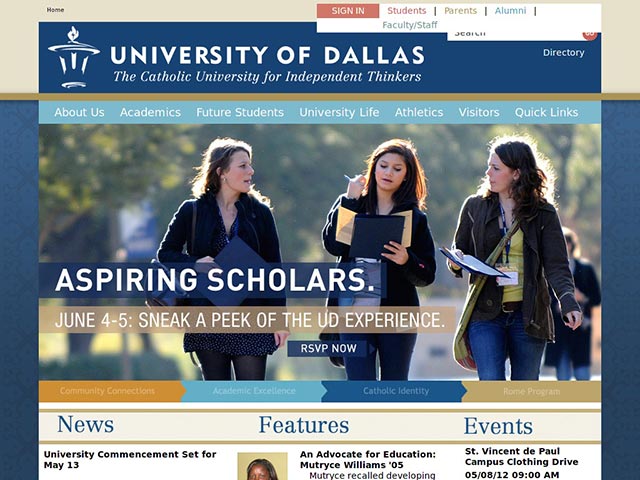 Home
SIGN IN
Students | Parents | Alumni |
Faculty/Staff
Search
Directory
UNIVERSITY OF DALLAS
The Catholic University for Independent Thinkers
About Us Academics Future Students University Life Athletics Visitors Quick Links
ASPIRING SCHOLARS.
JUNE 4-5: SNEAK A PEEK OF THE UD EXPERIENCE.
RSVP NOW
Community Connections Academic Excellence Catholic Identity Rome Program
News Features Events
University Commencement Set for
May 13
An Advocate for Education:
Mutryce Williams '05
Mutryce recalled developing
St. Vincent de Paul
Campus Clothing Drive
05/08/12 09:00 AM